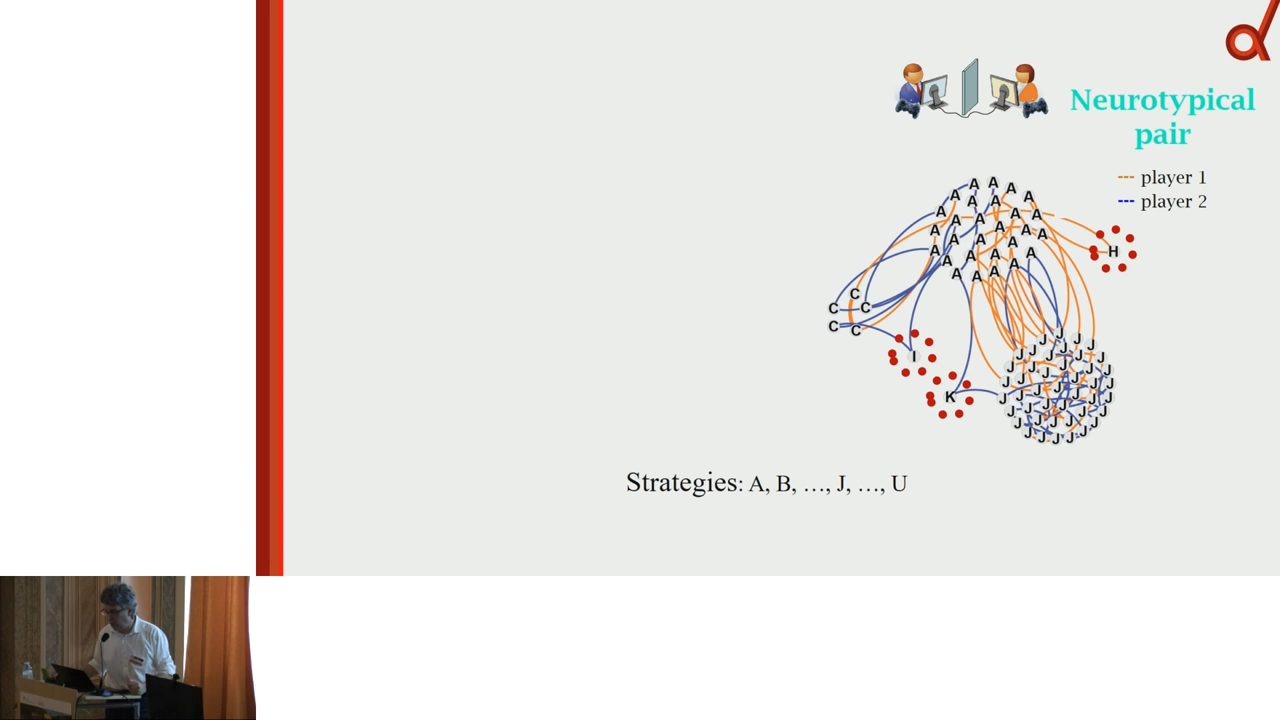 Neurotypical
pair
--- player 1
--- player 2
A A A A A A A A A A A A A A A A A A A A A A A A A A A A A A A
H
C C C C C
I
K
J J J J J J J J J J J J J J J J J J J J J J J J J J J J J J J J J J J J J J J J
Strategies: A, B, …, J, …, U